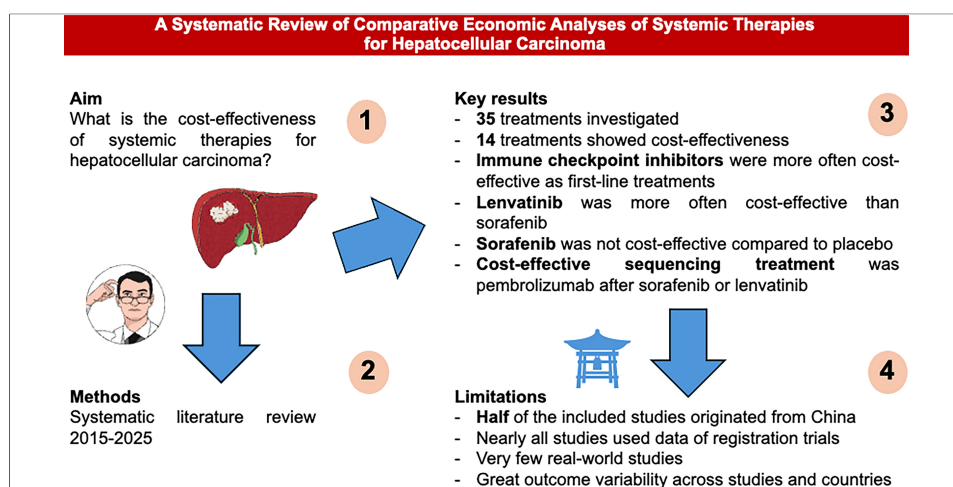 A Systematic Review of Comparative Economic Analyses of Systemic Therapies
for Hepatocellular Carcinoma
Aim
What is the cost-effectiveness
of systemic therapies for
hepatocellular carcinoma?
1
Methods
Systematic literature review
2015-2025
2
Key results
- 35 treatments investigated
- 14 treatments showed cost-effectiveness
- Immune checkpoint inhibitors were more often cost-
effective as first-line treatments
- Lenvatinib was more often cost-effective than
sorafenib
- Sorafenib was not cost-effective compared to placebo
- Cost-effective sequencing treatment was
pembrolizumab after sorafenib or lenvatinib
3
Limitations
- Half of the included studies originated from China
- Nearly all studies used data of registration trials
- Very few real-world studies
- Great outcome variability across studies and countries
4